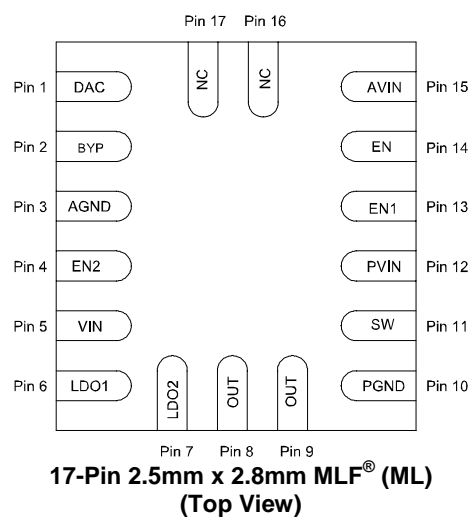 Pin 17 Pin 16
NC NC
Pin 1 DAC AVIN Pin 15
Pin 2 BYP EN Pin 14
Pin 3 AGND EN1 Pin 13
Pin 4 EN2 PVIN Pin 12
Pin 5 VIN SW Pin 11
Pin 6 LDO1 LDO2 OUT OUT PGND Pin 10
Pin 7 Pin 8 Pin 9
17-Pin 2.5mm x 2.8mm MLF® (ML)
(Top View)